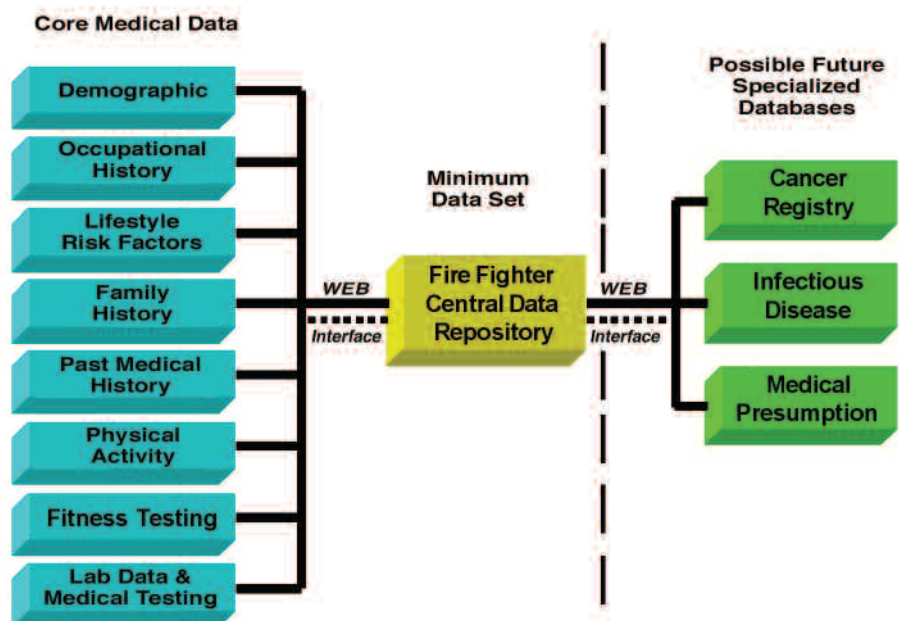 Core Medical Data
Demographic
Occupational
History
Lifestyle
Risk Factors
Family
History
Past Medical
History
Physical
Activity
Fitness Testing
Lab Data &
Medical Testing
WEB
Interface
Minimum
Data Set
Fire Fighter
Central Data
Repository
WEB
Interface
Possible Future
Specialized
Databases
Cancer
Registry
Infectious
Disease
Medical
Presumption